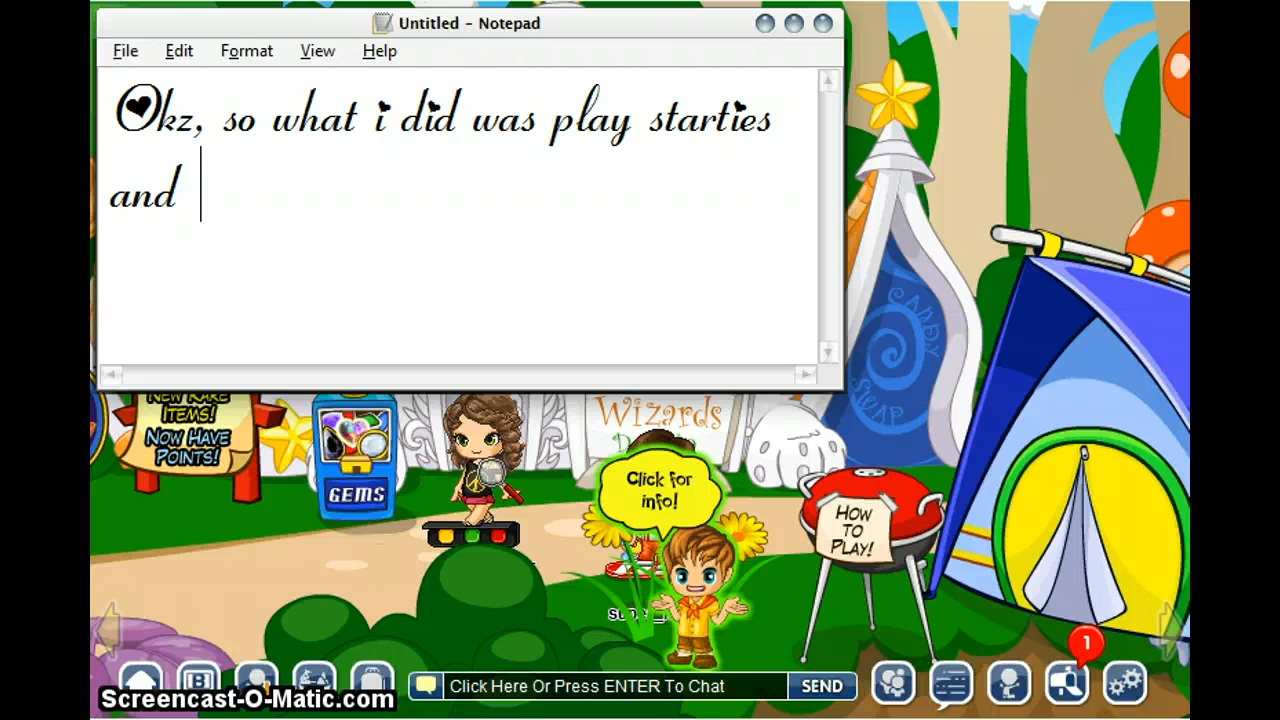 Untitled - Notepad
File Edit Format View Help
Okz, so what i did was play starties
and
CANDY
SWAP
NEW RARE
ITEMS!
NOW HAVE
POINTS!
Wizards
GEMS
Click for
info!
HOW
TO
PLAY!
1
B
Click Here Or Press ENTER To Chat
SEND
Screencast-O-Matic.com